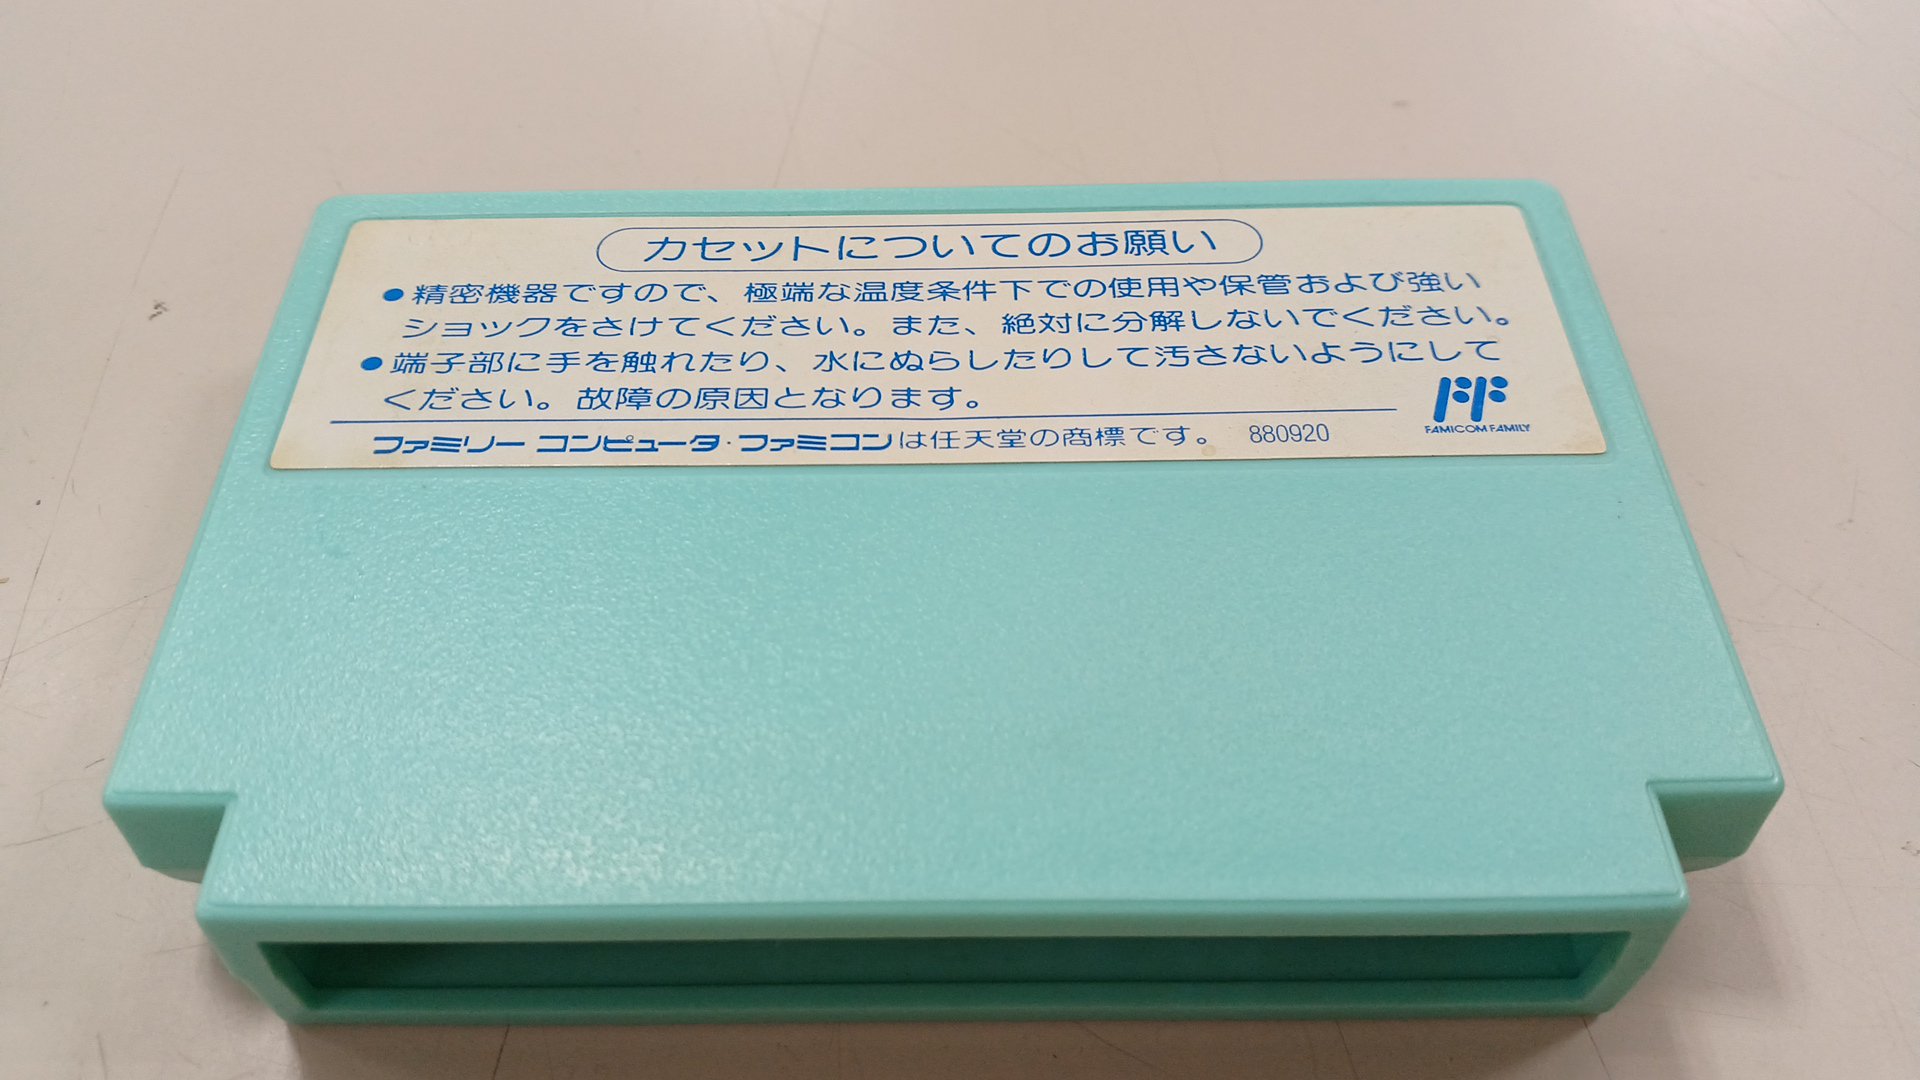 カセットについてのお願い
●精密機器ですので、極端な温度条件下での使用や保管および強い
ショックをさけてください。また、絶対に分解しないでください。
●端子部に手を触れたり、水にぬらしたりして汚さないようにして
ください。故障の原因となります。
ファミリー コンピュータ・ファミコンは任天堂の商標です。 880920
FAMICOM FAMILY